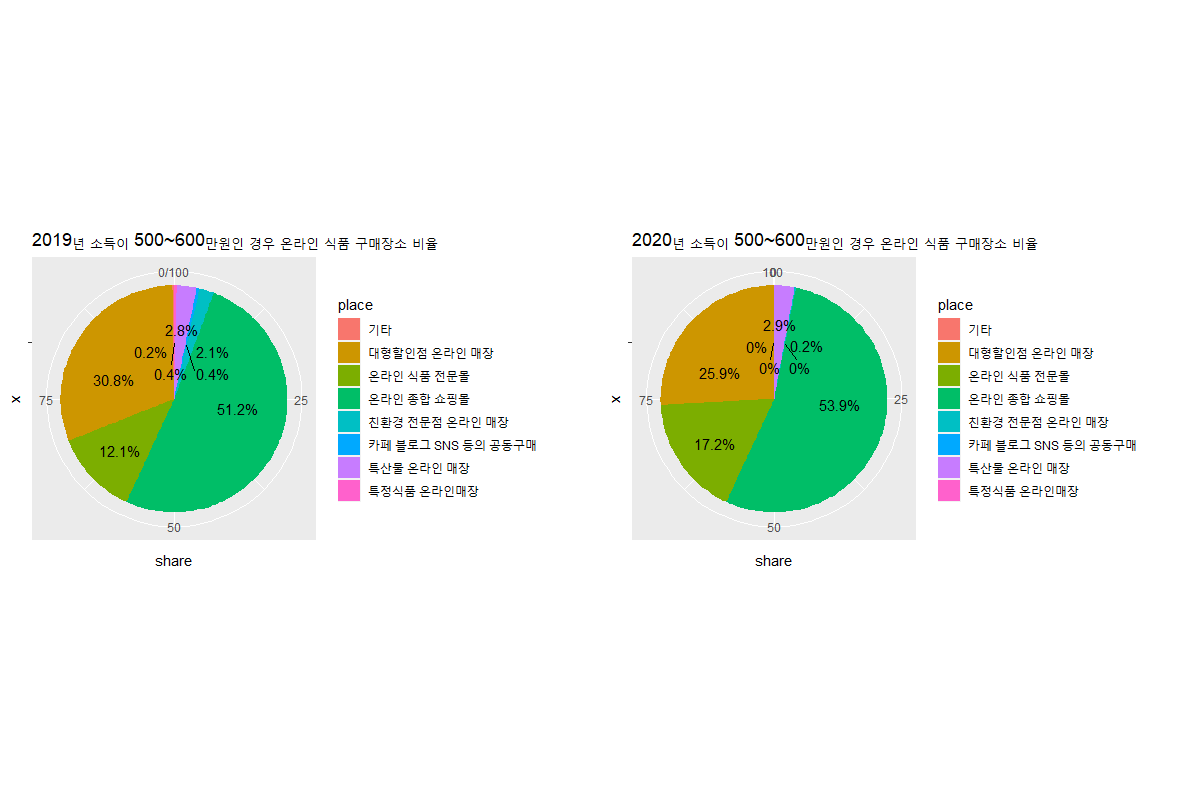 2019년 소득이 500~600만원인 경우 온라인 식품 구매장소 비율
0/100
2.8%
0.2%
2.1%
0.4%
0.4%
30.8%
51.2%
12.1%
75
25
50
x
share
place
기타
대형할인점 온라인 매장
온라인 식품 전문몰
온라인 종합 쇼핑몰
친환경 전문점 온라인 매장
카페 블로그 SNS 등의 공동구매
특산물 온라인 매장
특정식품 온라인매장
2020년 소득이 500~600만원인 경우 온라인 식품 구매장소 비율
100
2.9%
0%
0.2%
0%
0%
25.9%
53.9%
17.2%
75
25
50
x
share
place
기타
대형할인점 온라인 매장
온라인 식품 전문몰
온라인 종합 쇼핑몰
친환경 전문점 온라인 매장
카페 블로그 SNS 등의 공동구매
특산물 온라인 매장
특정식품 온라인매장